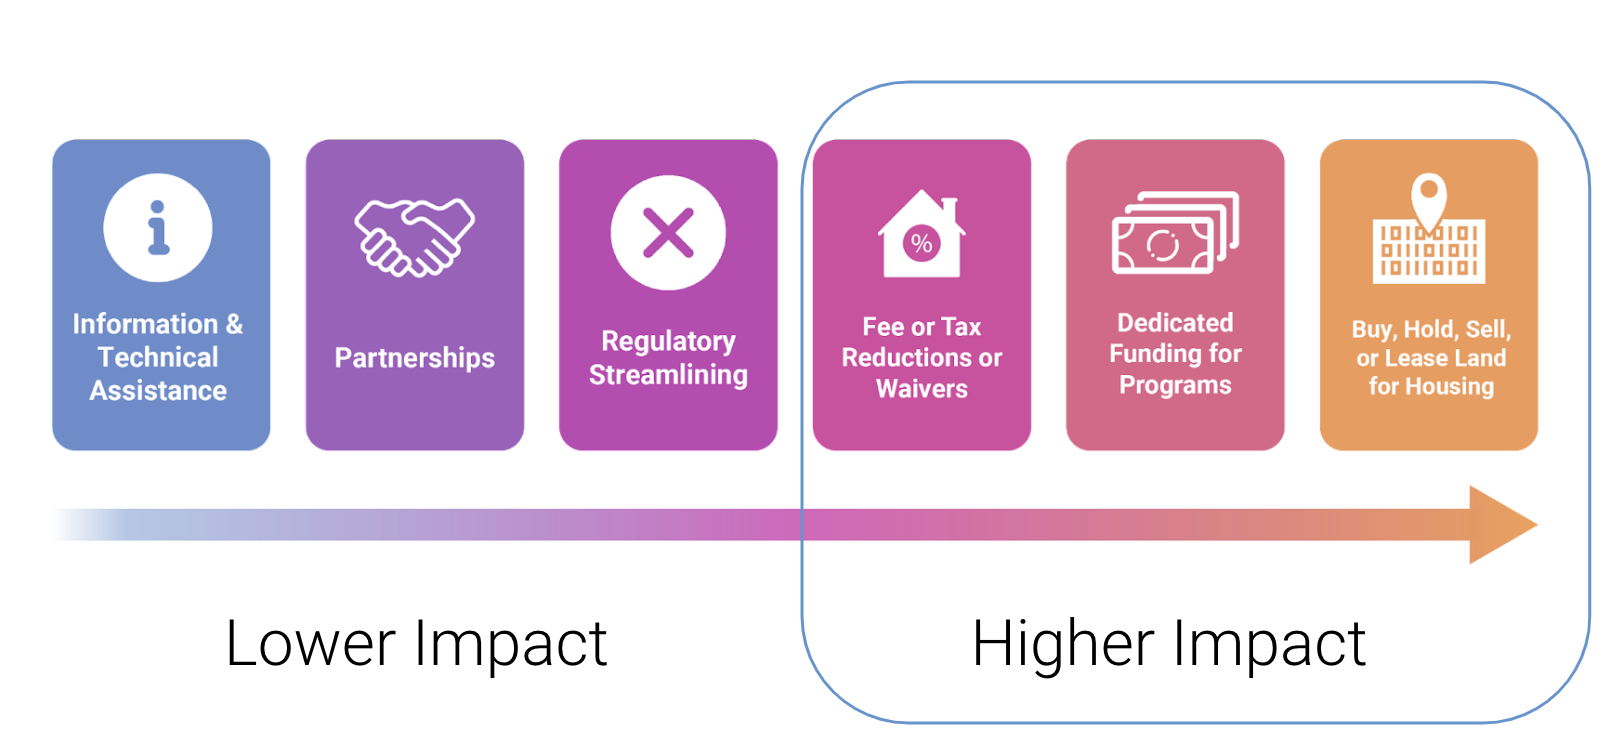 Information &
Technical
Assistance
Partnerships
Regulatory
Streamlining
%
Fee or Tax
Reductions or
Waivers
Dedicated
Funding for
Programs
Buy, Hold, Sell,
or Lease Land
for Housing
Lower Impact
Higher Impact